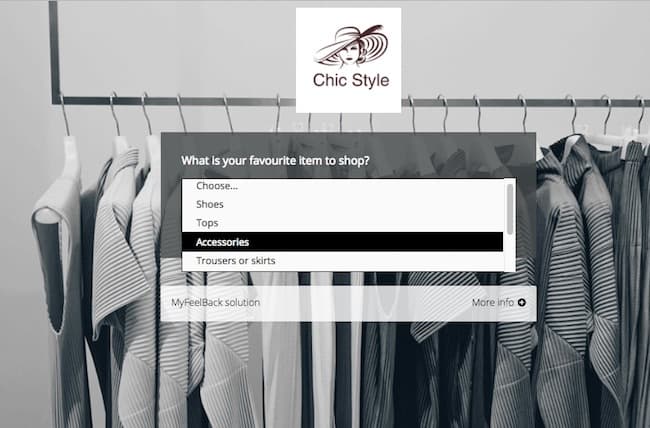 Chic Style
What is your favourite item to shop?
Choose...
Shoes
Tops
Accessories
Trousers or skirts
MyFeelBack solution
More info